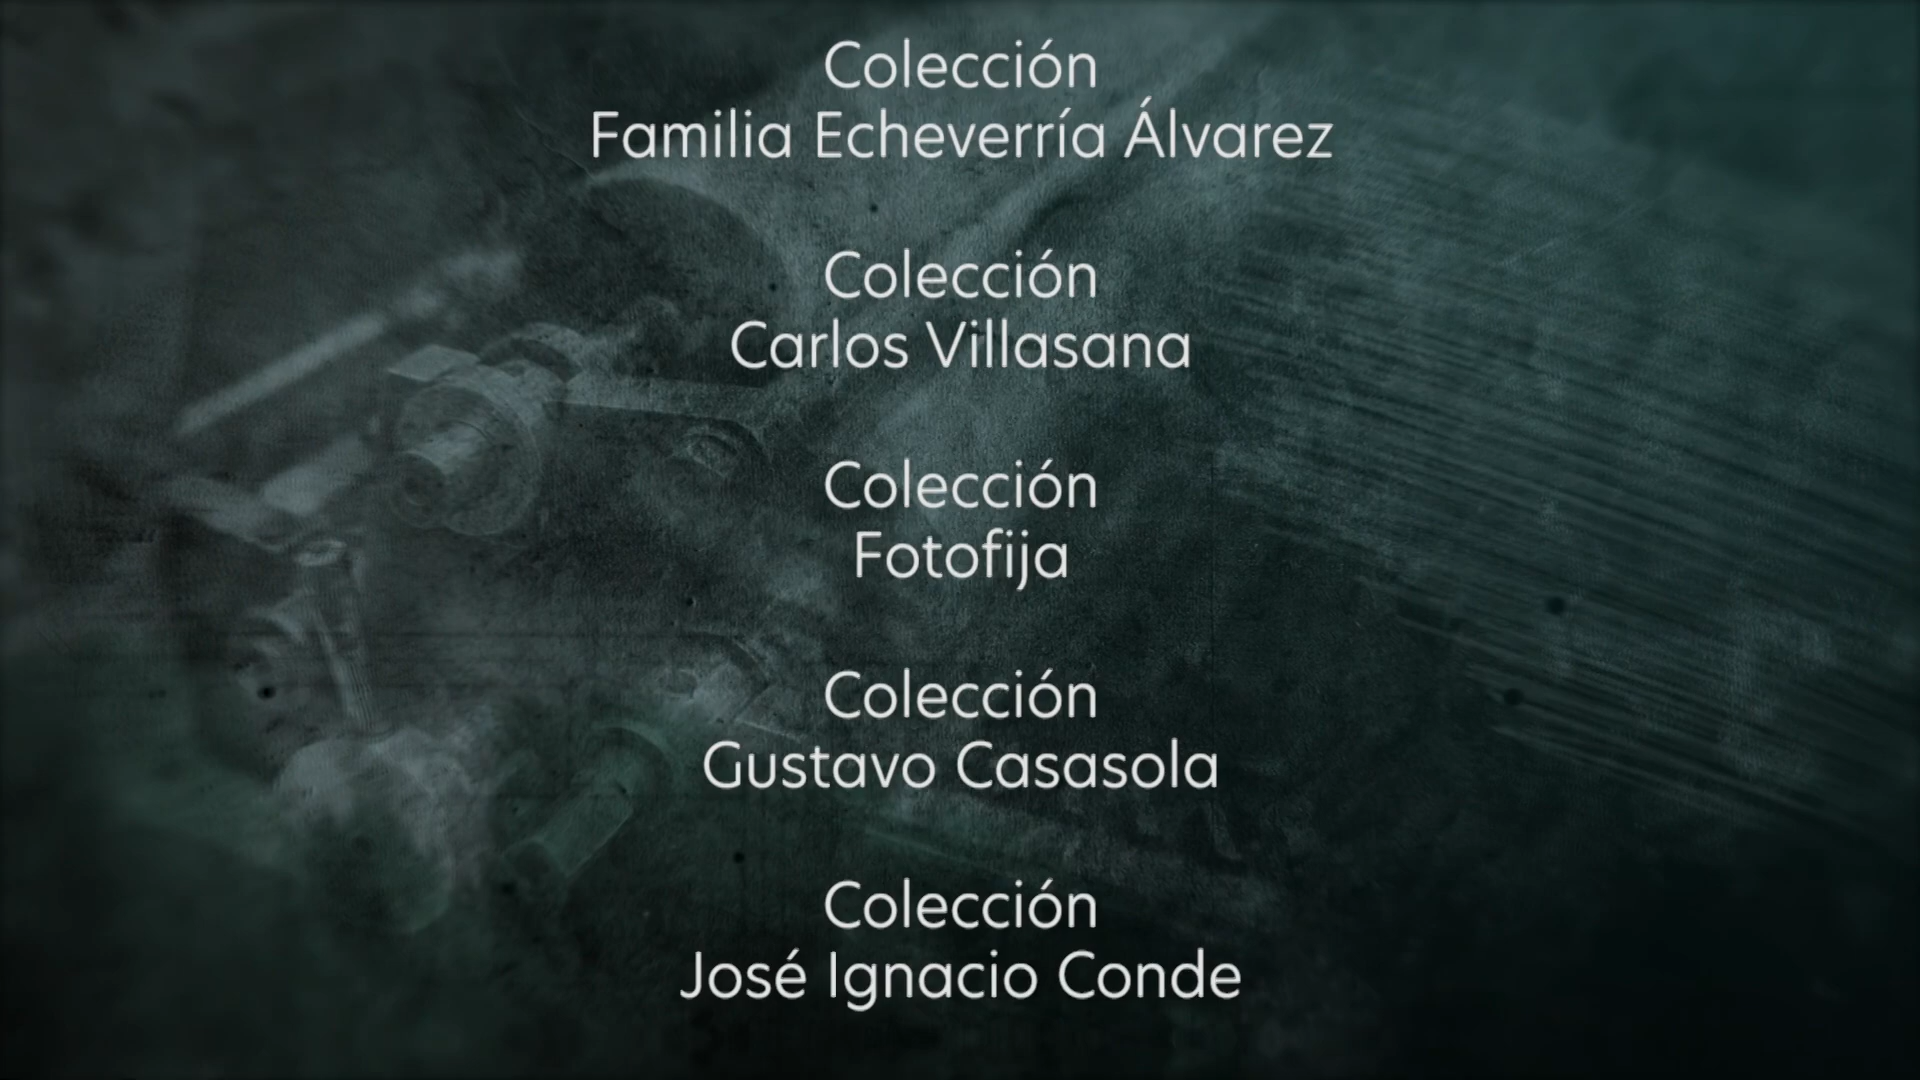 Colección
Familia Echeverría Álvarez
Colección
Carlos Villasana
Colección
Fotofija
Colección
Gustavo Casasola
Colección
José Ignacio Conde